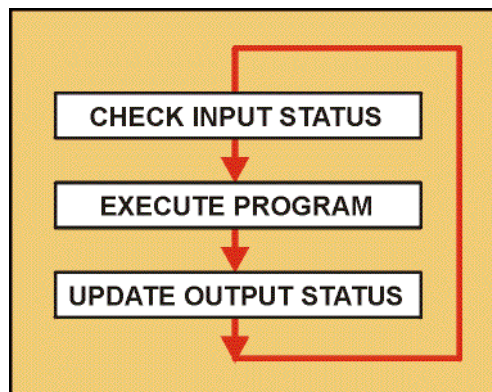 CHECK INPUT STATUS
EXECUTE PROGRAM
UPDATE OUTPUT STATUS